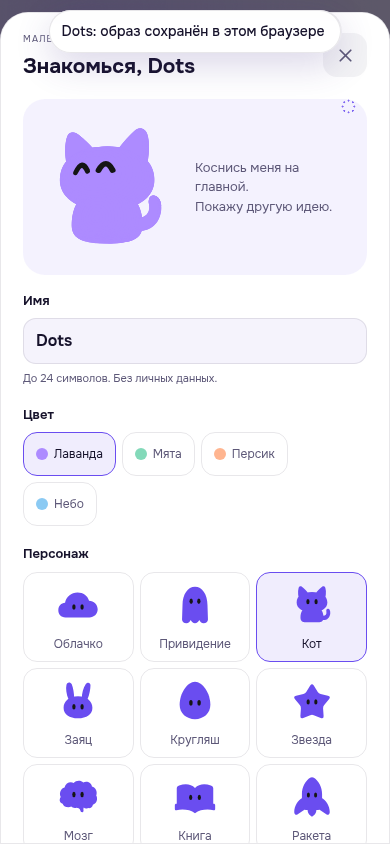 Dots: образ сохранён в этом браузере
Знакомься, Dots
Коснись меня на
главной.
Покажу другую идею.
Имя
Dots
До 24 символов. Без личных данных.
Цвет
Лаванда
Мята
Персик
Небо
Персонаж
Облачко
Привидение
Кот
Заяц
Кругляш
Звезда
Мозг
Книга
Ракета